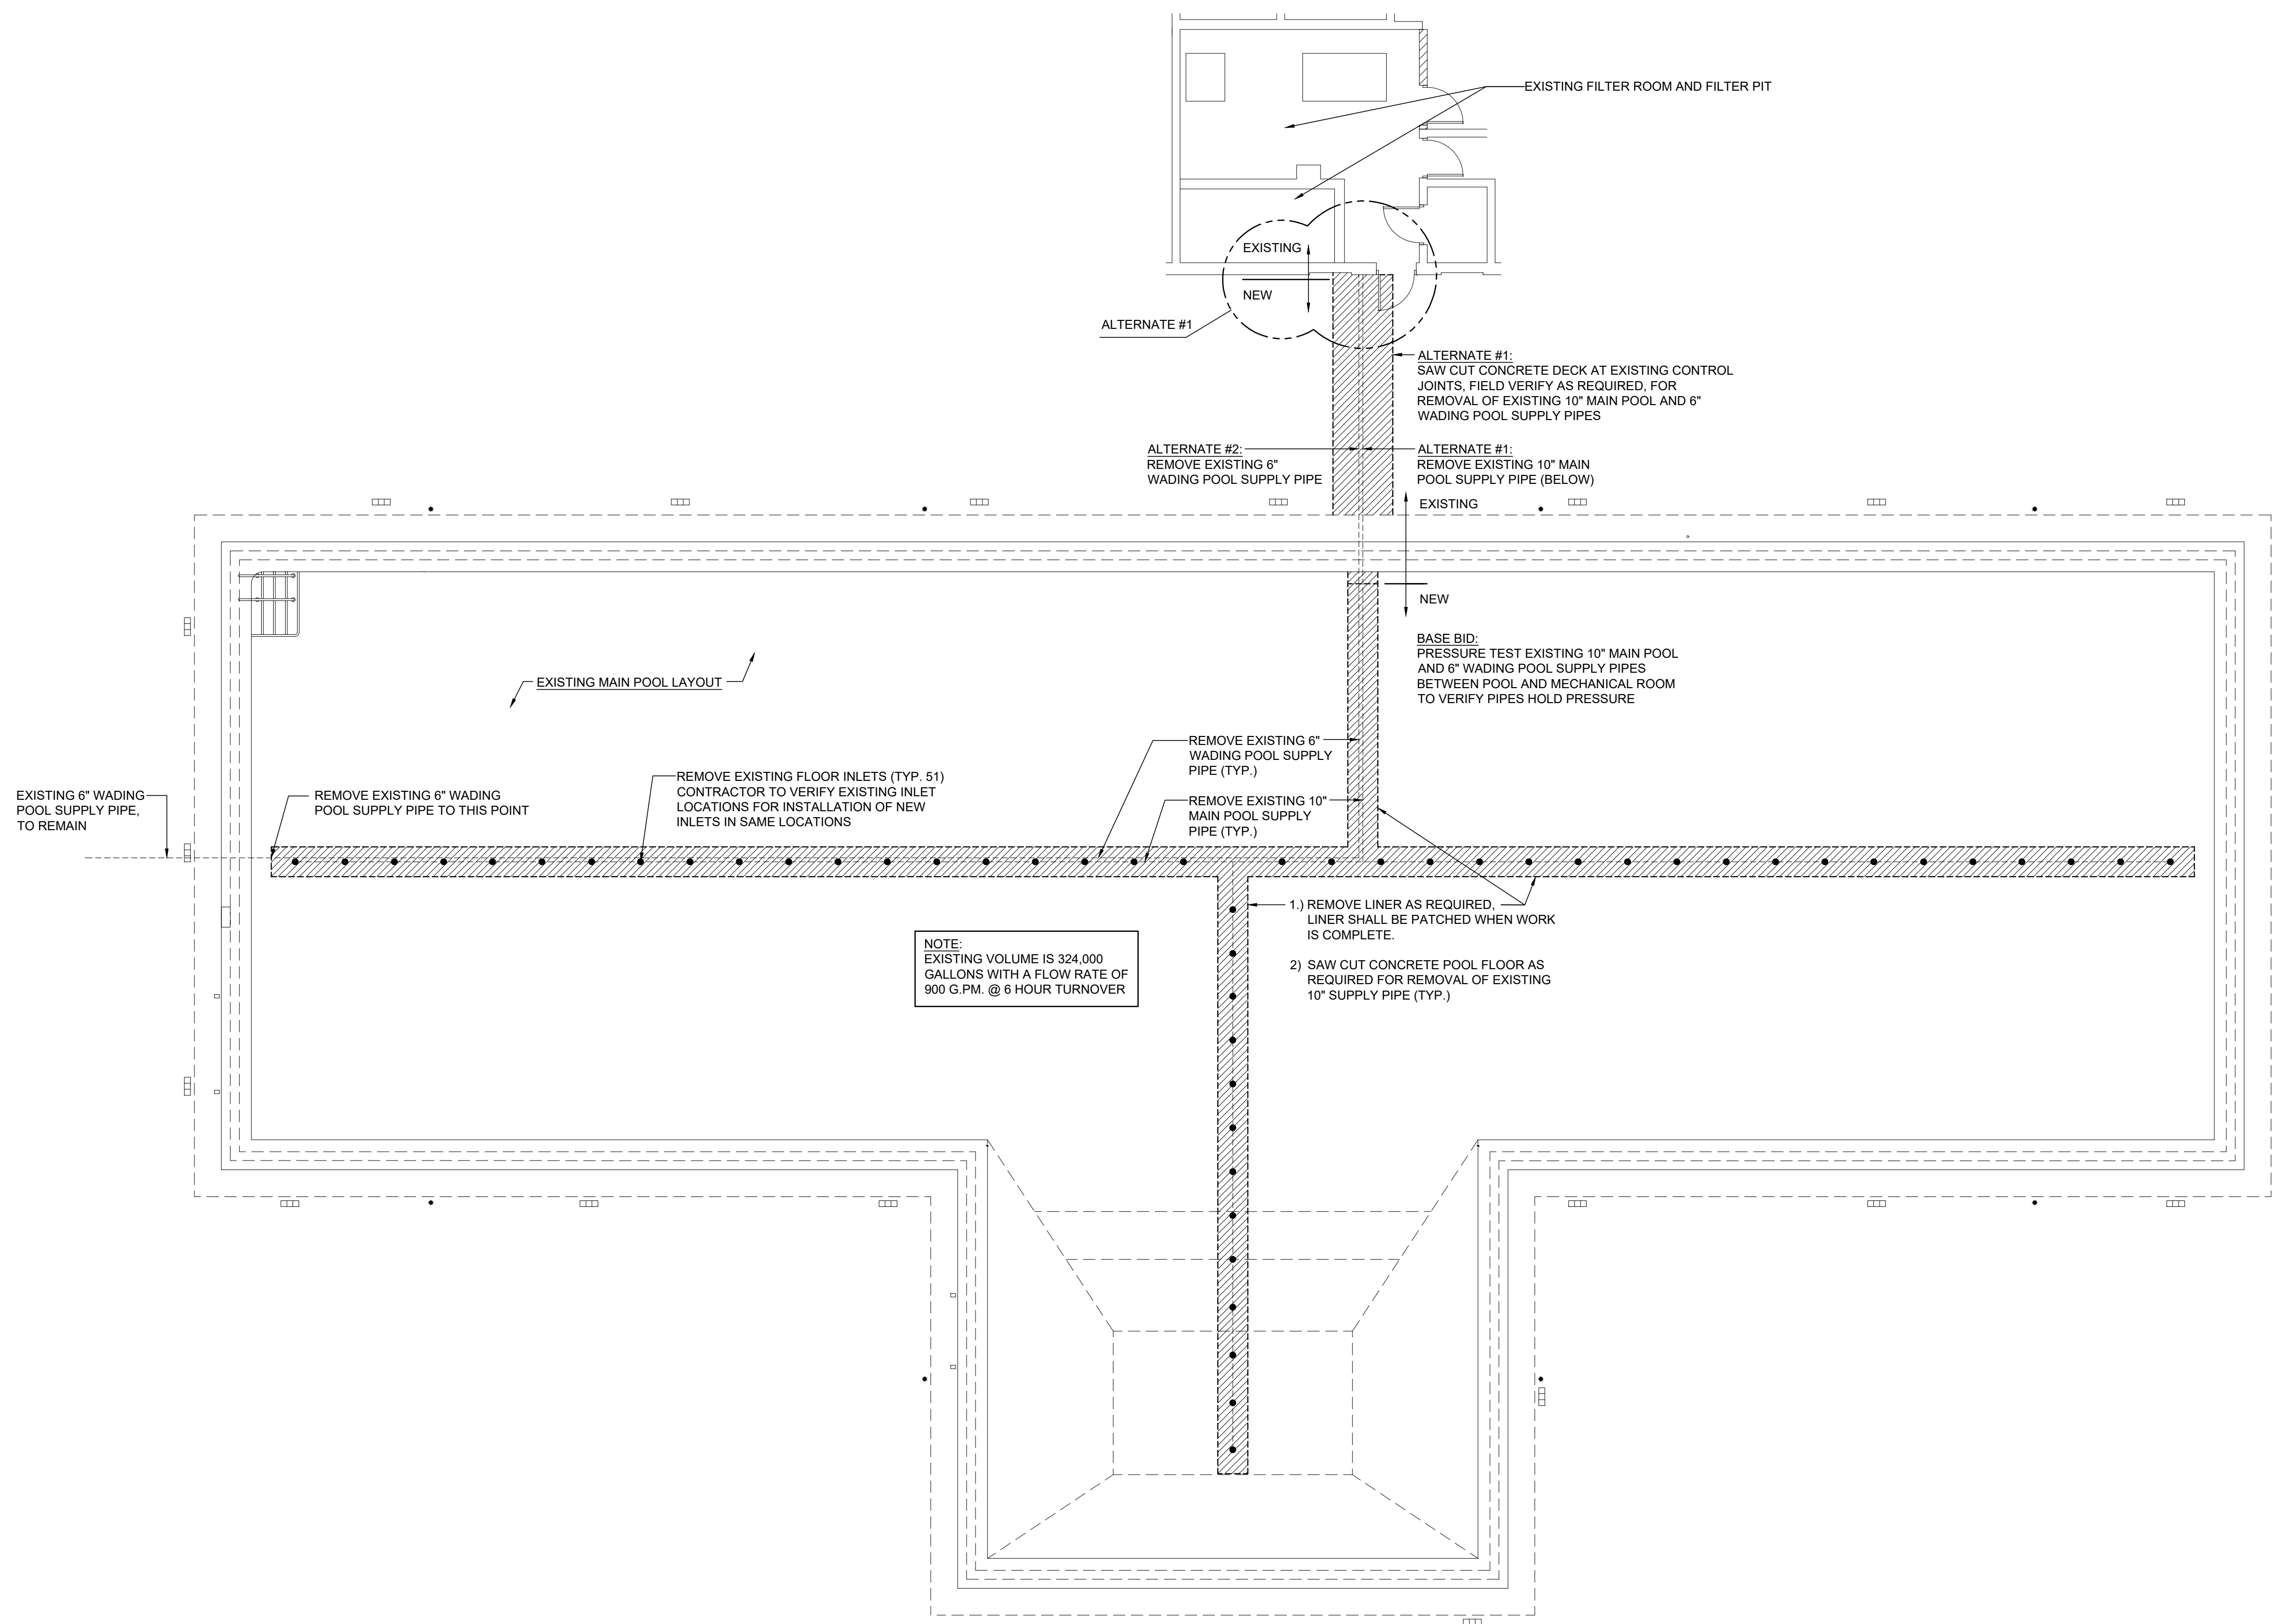 EXISTING FILTER ROOM AND FILTER PIT
EXISTING
NEW
ALTERNATE #1
ALTERNATE #1:
SAW CUT CONCRETE DECK AT EXISTING CONTROL
JOINTS, FIELD VERIFY AS REQUIRED, FOR
REMOVAL OF EXISTING 10" MAIN POOL AND 6"
WADING POOL SUPPLY PIPES
ALTERNATE #2:
REMOVE EXISTING 6"
WADING POOL SUPPLY PIPE
ALTERNATE #1:
REMOVE EXISTING 10" MAIN
POOL SUPPLY PIPE (BELOW)
EXISTING
NEW
BASE BID:
PRESSURE TEST EXISTING 10" MAIN POOL
AND 6" WADING POOL SUPPLY PIPES
BETWEEN POOL AND MECHANICAL ROOM
TO VERIFY PIPES HOLD PRESSURE
EXISTING MAIN POOL LAYOUT
REMOVE EXISTING 6"
WADING POOL SUPPLY
PIPE (TYP.)
REMOVE EXISTING 10"
MAIN POOL SUPPLY
PIPE (TYP.)
REMOVE EXISTING FLOOR INLETS (TYP. 51)
CONTRACTOR TO VERIFY EXISTING INLET
LOCATIONS FOR INSTALLATION OF NEW
INLETS IN SAME LOCATIONS
EXISTING 6" WADING
POOL SUPPLY PIPE,
TO REMAIN
REMOVE EXISTING 6" WADING
POOL SUPPLY PIPE TO THIS POINT
1.) REMOVE LINER AS REQUIRED,
LINER SHALL BE PATCHED WHEN WORK
IS COMPLETE.
2) SAW CUT CONCRETE POOL FLOOR AS
REQUIRED FOR REMOVAL OF EXISTING
10" SUPPLY PIPE (TYP.)
NOTE:
EXISTING VOLUME IS 324,000
GALLONS WITH A FLOW RATE OF
900 G.PM. @ 6 HOUR TURNOVER